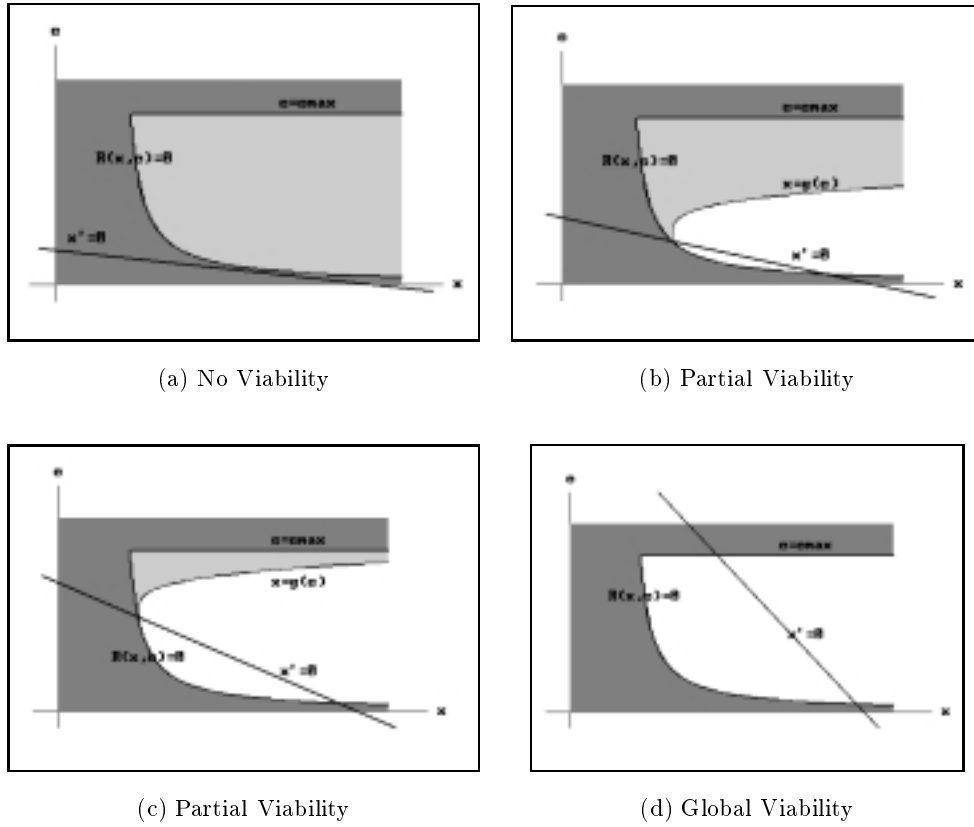 e
e=emax
R(x,e)=0
x'=0
x
(a) No Viability
e
e=emax
R(x,e)=0
x=g(e)
x'=0
x
(b) Partial Viability
e
e=emax
x=g(e)
R(x,e)=0
x'=0
x
(c) Partial Viability
e
e=emax
R(x,e)=0
x'=0
x
(d) Global Viability